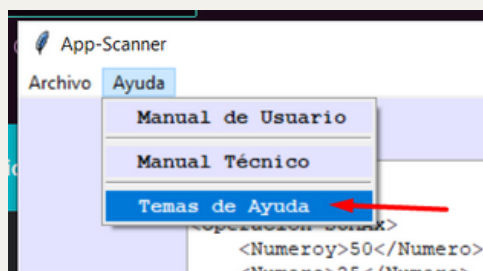 App-Scanner
Archivo Ayuda
Manual de Usuario
Manual Técnico
Temas de Ayuda
<Numeroy>50</Numero>